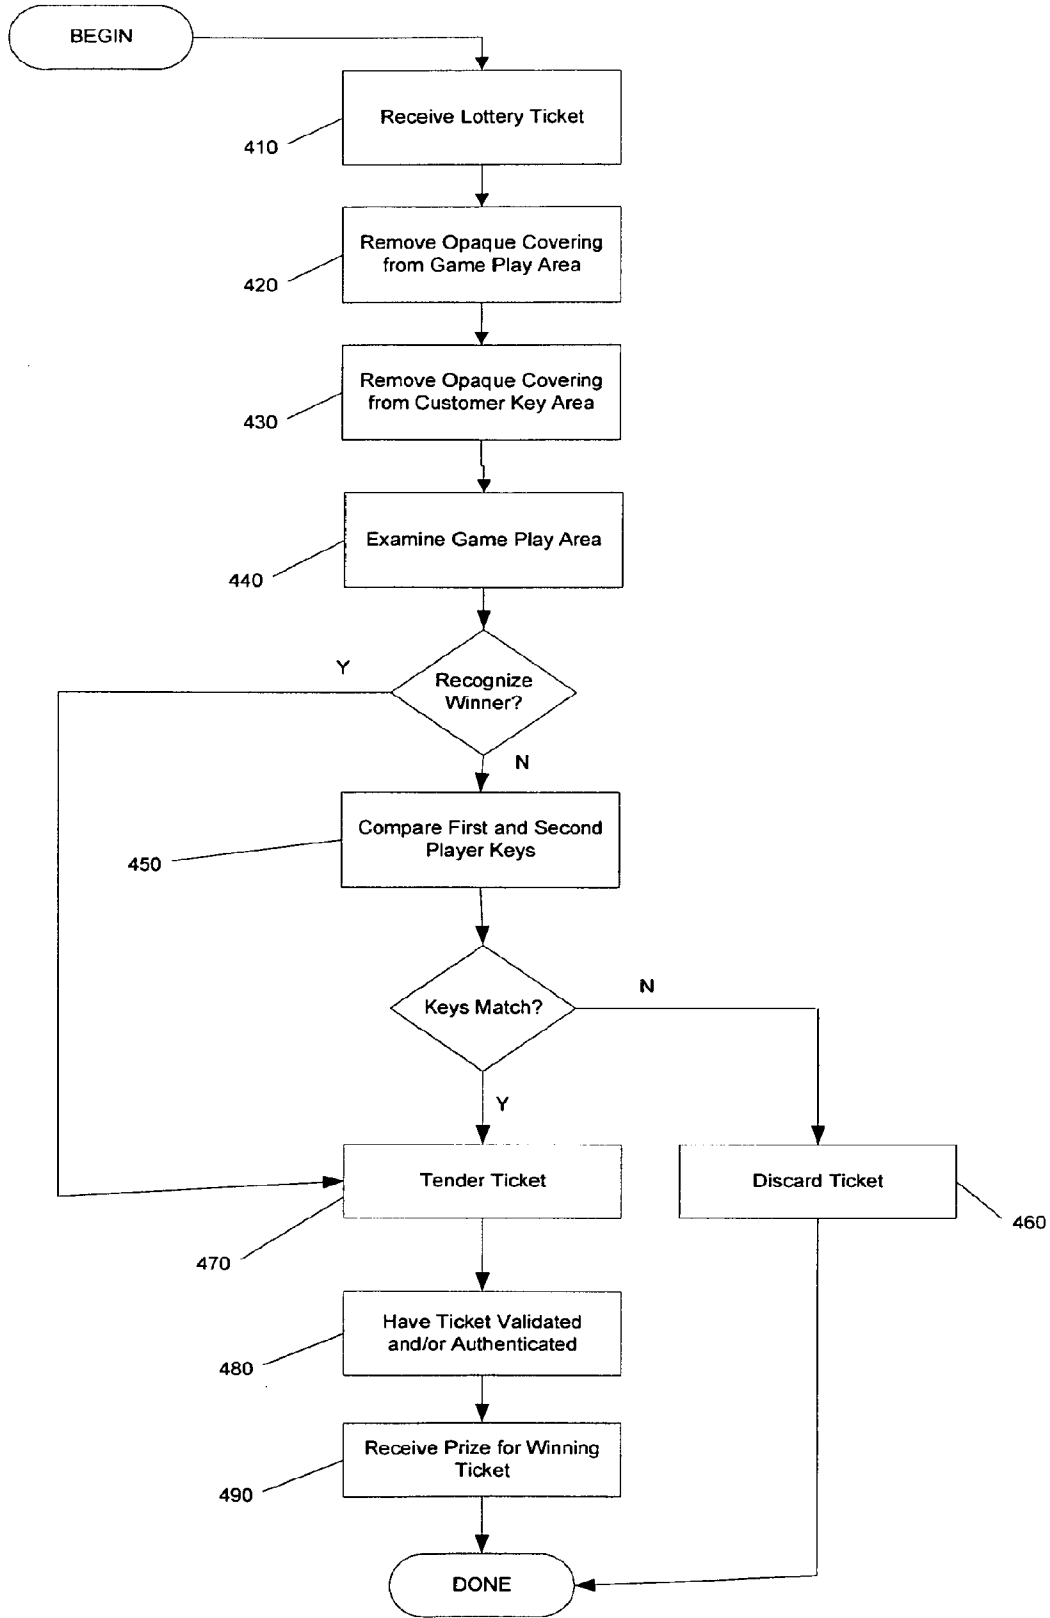 BEGIN
Receive Lottery Ticket
410
Remove Opaque Covering
from Game Play Area
420
Remove Opaque Covering
from Customer Key Area
430
Examine Game Play Area
440
Y
Recognize
Winner?
N
Compare First and Second
Player Keys
450
Keys Match?
N
Y
Tender Ticket
Discard Ticket
460
470
Have Ticket Validated
and/or Authenticated
480
Receive Prize for Winning
Ticket
490
DONE